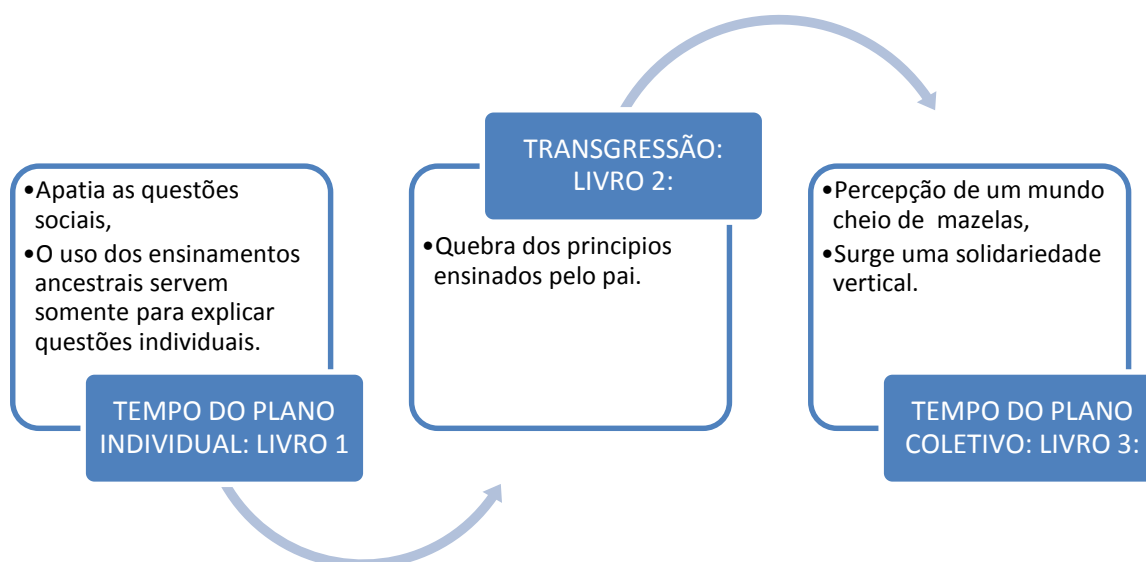 •Apatia as questões
sociais,
•O uso dos ensinamentos
ancestrais servem
somente para explicar
questões individuais.
TEMPO DO PLANO
INDIVIDUAL: LIVRO 1
TRANSGRESSÃO:
LIVRO 2:
•Quebra dos principios
ensinados pelo pai.
•Percepção de um mundo
cheio de mazelas,
•Surge uma solidariedade
vertical.
TEMPO DO PLANO
COLETIVO: LIVRO 3: